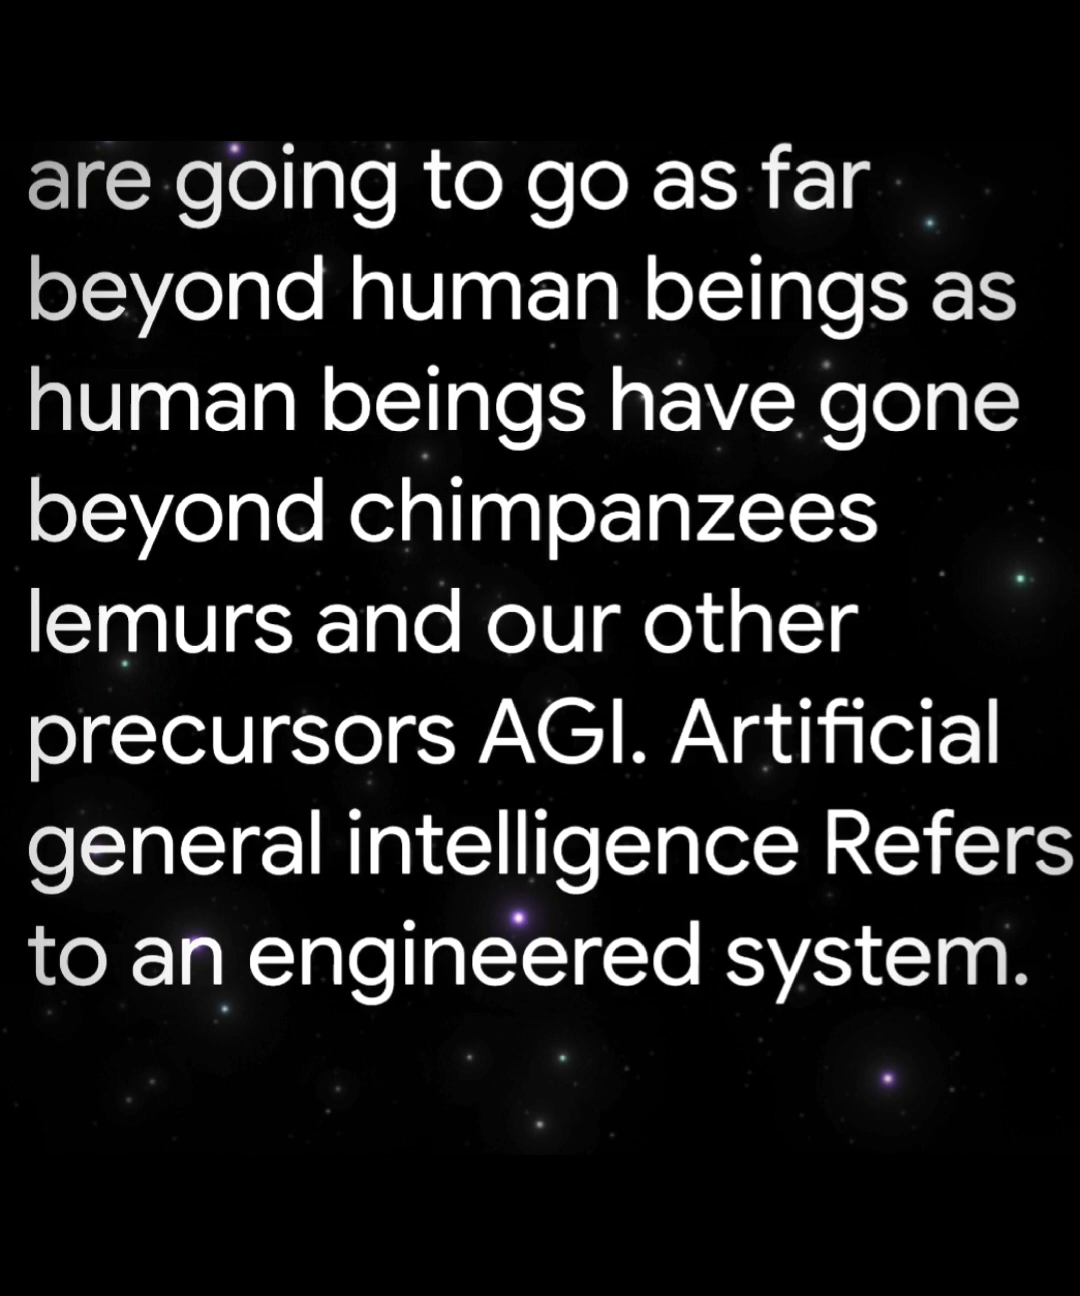 are going to go as far
beyond human beings as
human beings have gone
beyond chimpanzees
lemurs and our other
precursors AGI. Artificial
general intelligence Refers
to an engineered system.